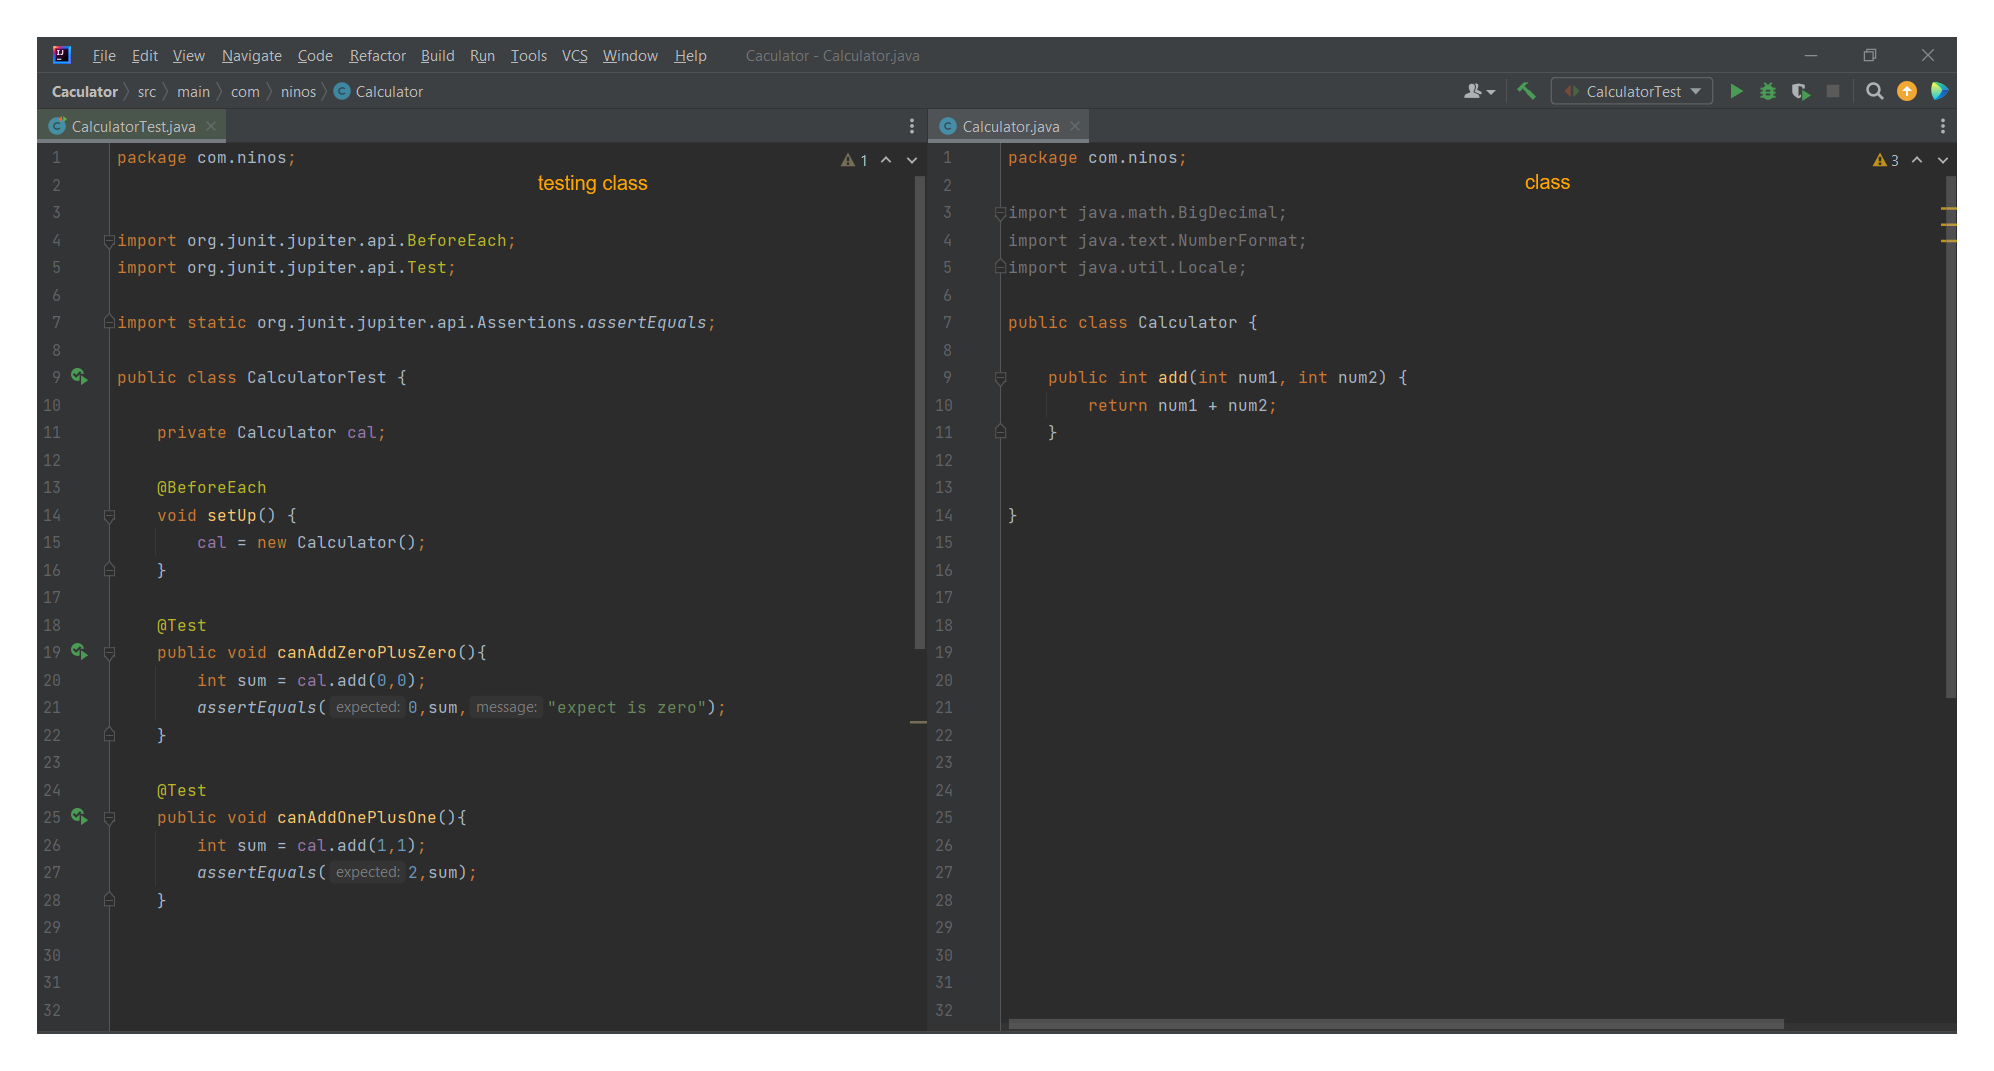 File Edit View Navigate Code Refactor Build Run Tools VCS Window Help Caculator - Calculator.java
Caculator src main com ninos C Calculator CalculatorTest
CalculatorTest.java
1 package com.ninos; 1
testing class
2
3
4 import org.junit.jupiter.api.BeforeEach;
5 import org.junit.jupiter.api.Test;
6
7 import static org.junit.jupiter.api.Assertions.assertEquals;
8
9 public class CalculatorTest {
10
11 private Calculator cal;
12
13 @BeforeEach
14 void setUp() {
15 cal = new Calculator();
16 }
17
18 @Test
19 public void canAddZeroPlusZero(){
20 int sum = cal.add(0,0);
21 assertEquals( expected: 0,sum, message: "expect is zero");
22 }
23
24 @Test
25 public void canAddOnePlusOne(){
26 int sum = cal.add(1,1);
27 assertEquals( expected: 2,sum);
28 }
29
30
31
32
Calculator.java
1 package com.ninos; 3
class
2
3 import java.math.BigDecimal;
4 import java.text.NumberFormat;
5 import java.util.Locale;
6
7 public class Calculator {
8
9 public int add(int num1, int num2) {
10 return num1 + num2;
11 }
12
13
14 }
15
16
17
18
19
20
21
22
23
24
25
26
27
28
29
30
31
32